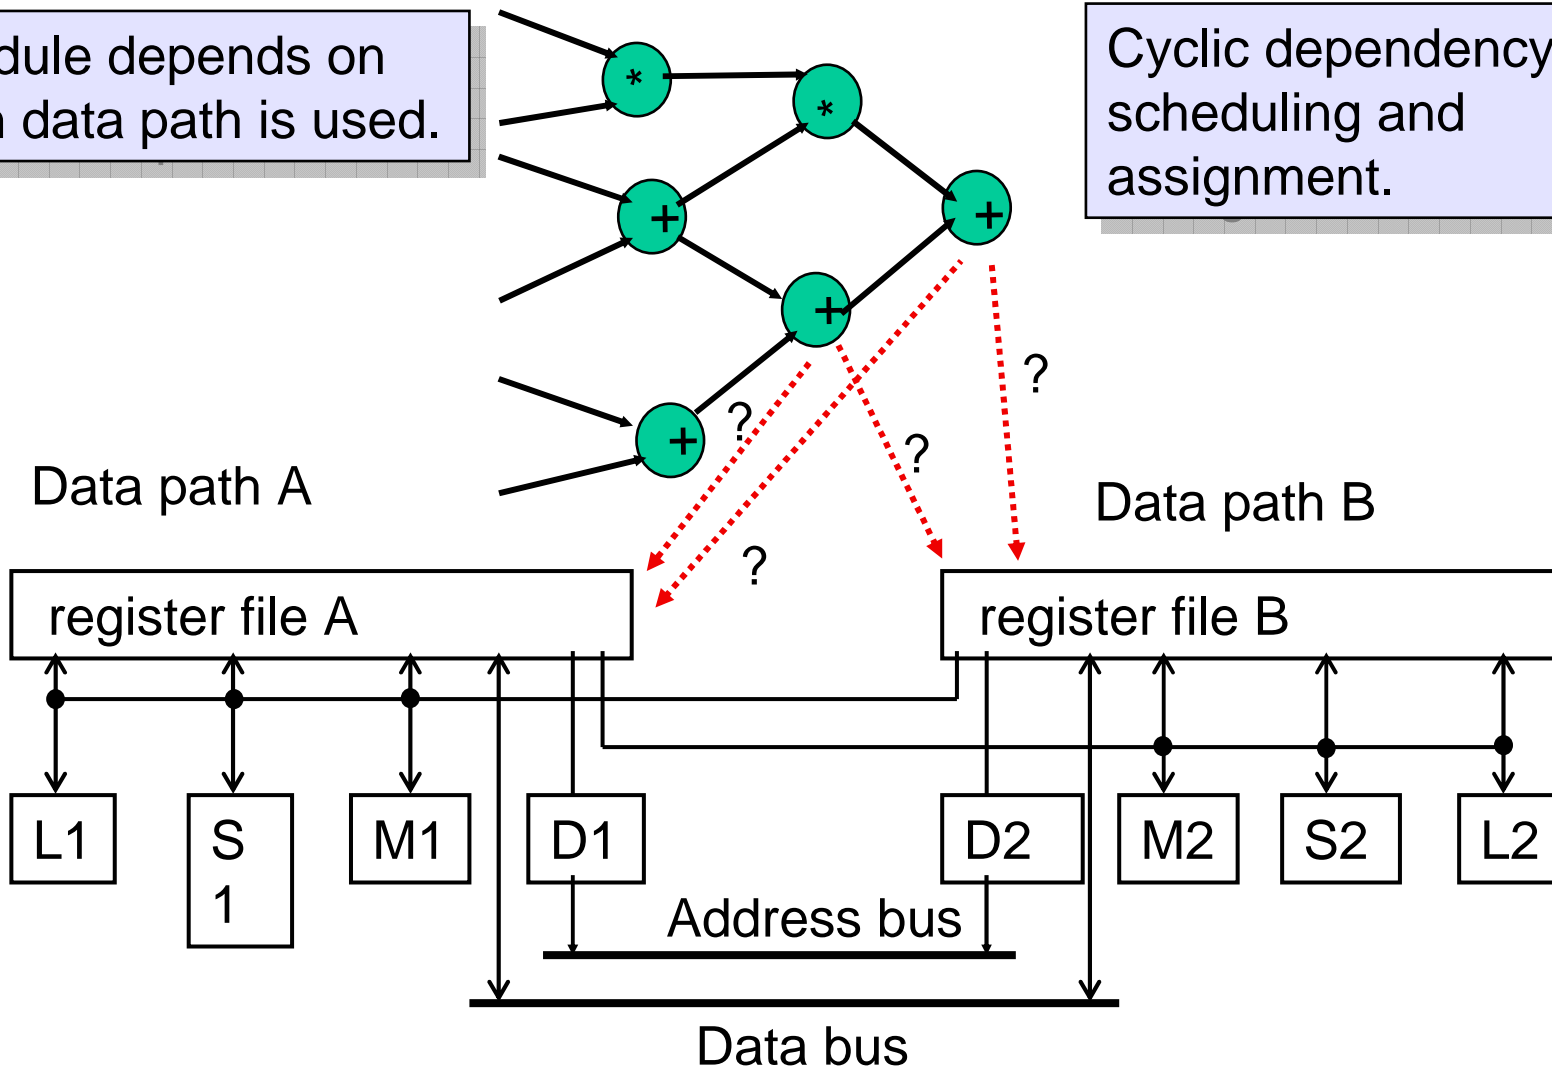 depends on
data path is used.
Cyclic dependency
scheduling and
assignment.
*
*
+
+
+
+
?
?
?
?
Data path A
Data path B
register file A
register file B
L1
S
1
M1
D1
D2
M2
S2
L2
Address bus
Data bus